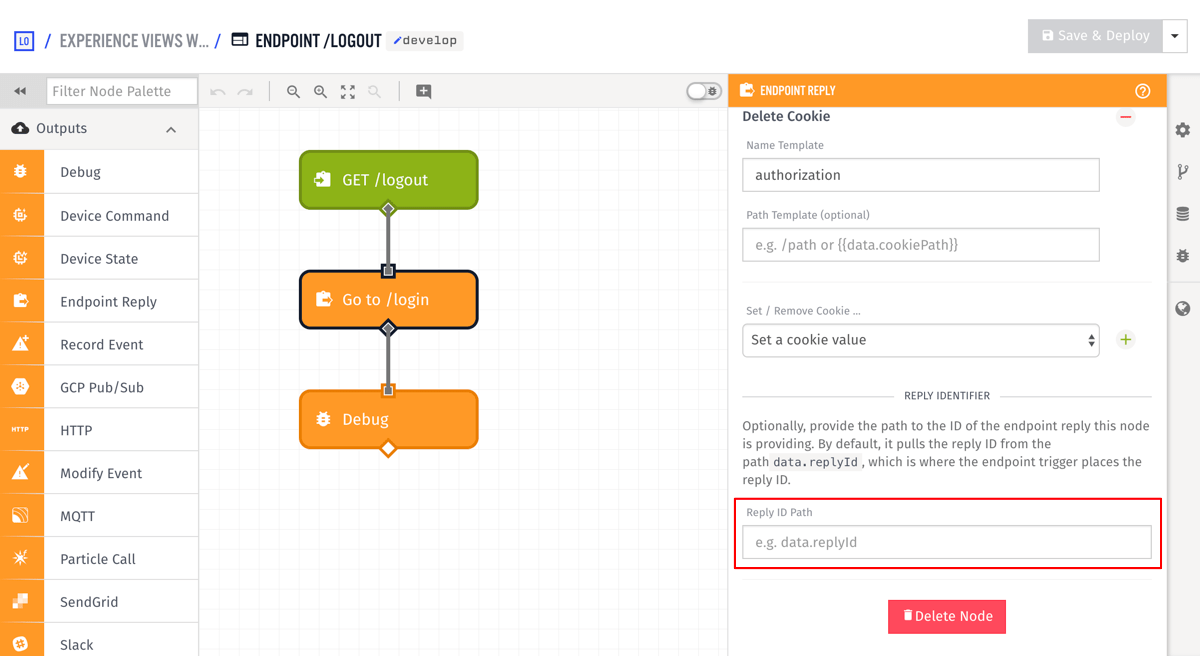 LO / EXPERIENCE VIEWS W... / ENDPOINT /LOGOUT develop
Save & Deploy
Filter Node Palette
Outputs
Debug
Device Command
Device State
Endpoint Reply
Record Event
GCP Pub/Sub
HTTP HTTP
Modify Event
MQTT
Particle Call
SendGrid
Slack
GET /logout
Go to /login
Debug
ENDPOINT REPLY
Delete Cookie
Name Template
authorization
Path Template (optional)
e.g. /path or {{data.cookiePath}}
Set / Remove Cookie ...
Set a cookie value
REPLY IDENTIFIER
Optionally, provide the path to the ID of the endpoint reply this node
is providing. By default, it pulls the reply ID from the
path data.replyId, which is where the endpoint trigger places the
reply ID.
Reply ID Path
e.g. data.replyId
Delete Node